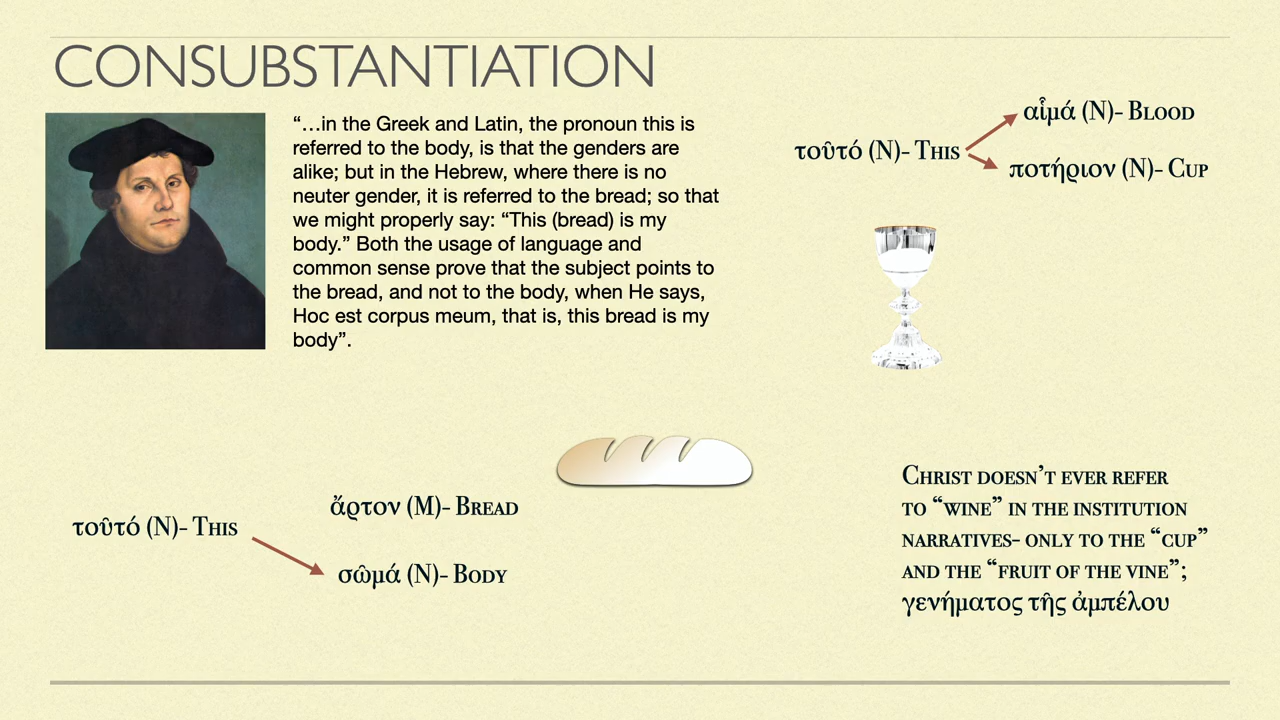 CONSUBSTANTIATION
“…in the Greek and Latin, the pronoun this is
referred to the body, is that the genders are
alike; but in the Hebrew, where there is no
neuter gender, it is referred to the bread; so that
we might properly say: “This (bread) is my
body.” Both the usage of language and
common sense prove that the subject points to
the bread, and not to the body, when He says,
Hoc est corpus meum, that is, this bread is my
body”.
αἷμά (N)- Blood
τοῦτό (N)- This
ποτήριον (N)- Cup
ἄρτον (M)- Bread
τοῦτό (N)- This
σῶμά (N)- Body
Christ doesn’t ever refer
to “wine” in the institution
narratives- only to the “cup”
and the “fruit of the vine”;
γενήματος τῆς ἀμπέλου